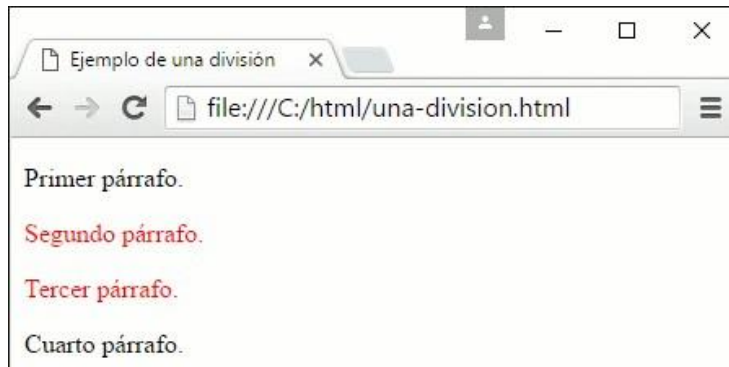 Ejemplo de una división
file:///C:/html/una-division.html
Primer párrafo.
Segundo párrafo.
Tercer párrafo.
Cuarto párrafo.